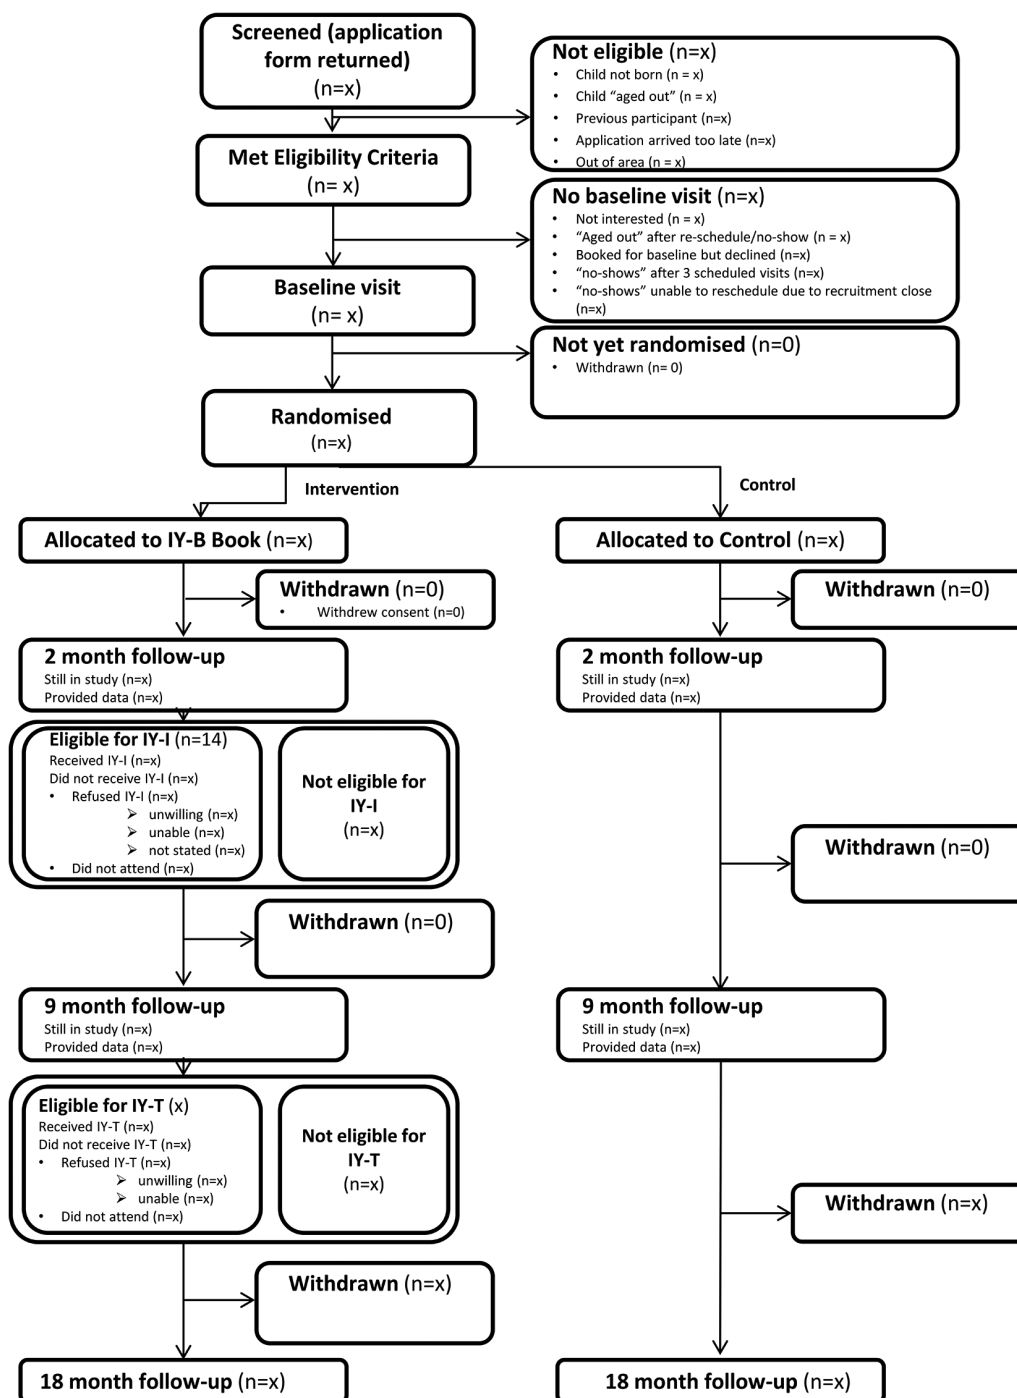 Screened (application
form returned)
(n=x)
Not eligible (n=x)
• Child not born (n = x)
• Child “aged out” (n = x)
• Previous participant (n=x)
• Application arrived too late (n=x)
• Out of area (n = x)
Met Eligibility Criteria
(n= x)
No baseline visit (n=x)
• Not interested (n = x)
• “Aged out” after re-schedule/no-show (n = x)
• Booked for baseline but declined (n=x)
• “no-shows” after 3 scheduled visits (n=x)
• “no-shows” unable to reschedule due to recruitment close
(n=x)
Baseline visit
(n= x)
Not yet randomised (n=0)
• Withdrawn (n= 0)
Randomised
(n=x)
Intervention
Control
Allocated to IY-B Book (n=x)
Allocated to Control (n=x)
Withdrawn (n=0)
• Withdrew consent (n=0)
Withdrawn (n=0)
2 month follow-up
Still in study (n=x)
Provided data (n=x)
2 month follow-up
Still in study (n=x)
Provided data (n=x)
Eligible for IY-I (n=14)
Received IY-I (n=x)
Did not receive IY-I (n=x)
• Refused IY-I (n=x)
➢ unwilling (n=x)
➢ unable (n=x)
➢ not stated (n=x)
• Did not attend (n=x)
Not eligible for
IY-I
(n=x)
Withdrawn (n=0)
Withdrawn (n=0)
9 month follow-up
Still in study (n=x)
Provided data (n=x)
9 month follow-up
Still in study (n=x)
Provided data (n=x)
Eligible for IY-T (x)
Received IY-T (n=x)
Did not receive IY-T (n=x)
• Refused IY-T (n=x)
➢ unwilling (n=x)
➢ unable (n=x)
• Did not attend (n=x)
Not eligible for
IY-T
(n=x)
Withdrawn (n=x)
Withdrawn (n=x)
18 month follow-up (n=x)
18 month follow-up (n=x)